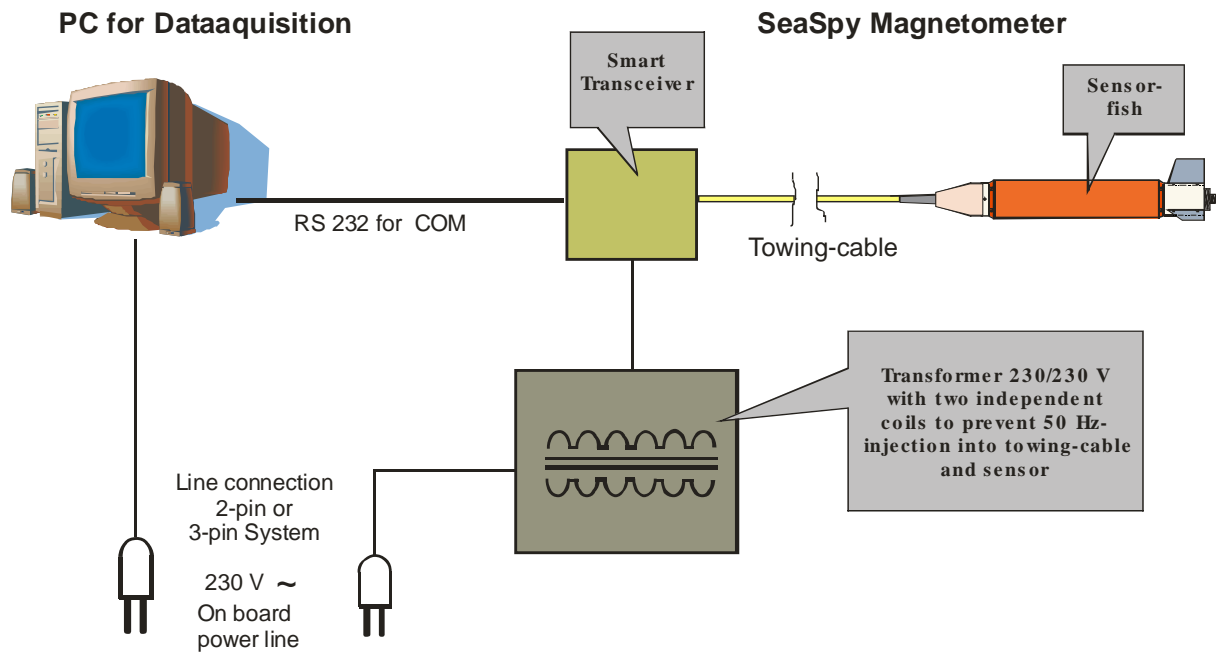 PC for Dataaquisition
SeaSpy Magnetometer
Smart
Transceiver
Sensor-
fish
RS 232 for COM
Towing-cable
Transformer 230/230 V
with two independent
coils to prevent 50 Hz-
injection into towing-cable
and sensor
Line connection
2-pin or
3-pin System
230 V ~
On board
power line